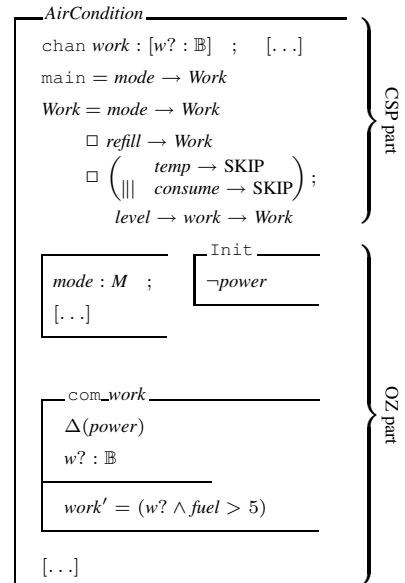 AirCondition
chan work : [w? : 𝔹] ; [...]
main = mode → Work
Work = mode → Work
□ refill → Work
□ ( temp → SKIP
||| consume → SKIP ) ;
level → work → Work
CSP part
mode : M ;
[...]
Init
¬power
com_work
Δ(power)
w? : 𝔹
work′ = (w? ∧ fuel > 5)
[...]
OZ part